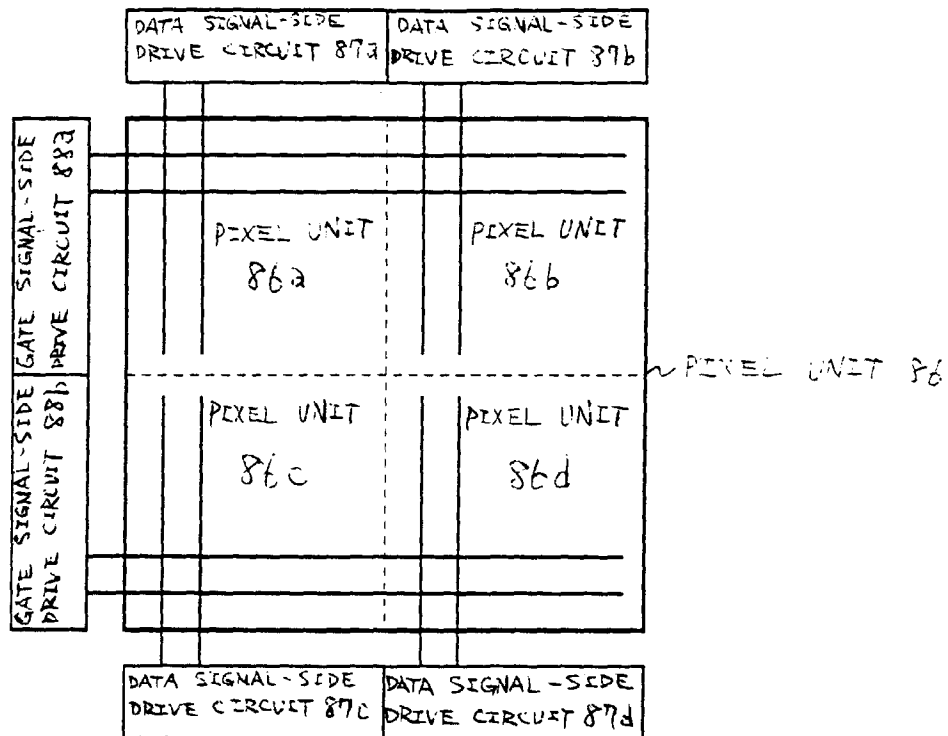 DATA SIGNAL-SIDE
DRIVE CIRCUIT 87a
DATA SIGNAL-SIDE
DRIVE CIRCUIT 87b
GATE SIGNAL-SIDE
DRIVE CIRCUIT 88a
PIXEL UNIT
86a
PIXEL UNIT
86b
PIXEL UNIT 86
GATE SIGNAL-SIDE
DRIVE CIRCUIT 88b
PIXEL UNIT
86c
PIXEL UNIT
86d
DATA SIGNAL-SIDE
DRIVE CIRCUIT 87c
DATA SIGNAL-SIDE
DRIVE CIRCUIT 87d